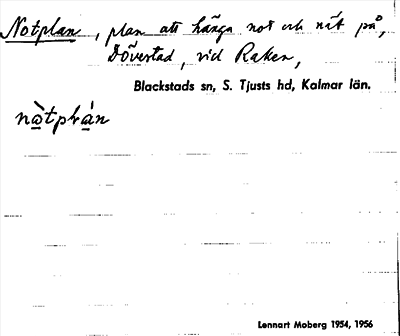 Notplan, plan att hänga not och nät på,
Dövestad, vid Raken,
Blackstads sn, S. Tjusts hd, Kalmar län.
Lennart Moberg 1954, 1956